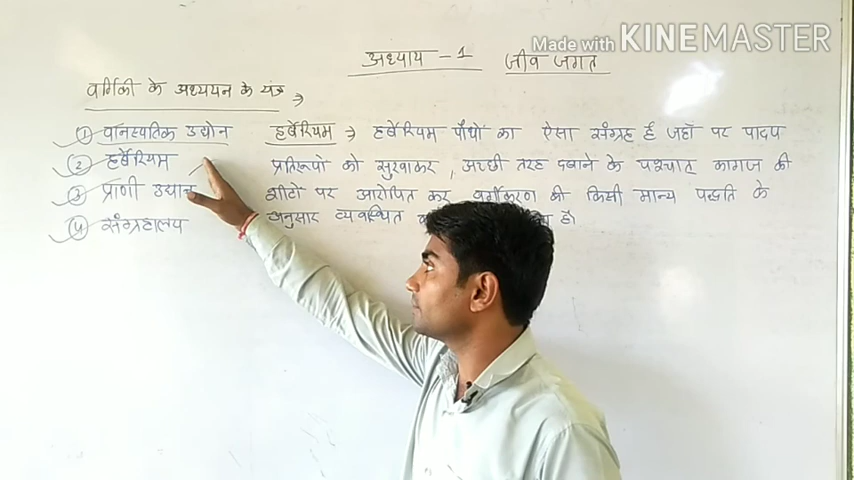 Made with KINEMASTER
अध्याय - 1 जीव जगत
वर्गिकी के अध्ययन के यंत्र →
① वानस्पतिक उद्यान
② हर्बेरियम
③ प्राणी उद्यान
④ संग्रहालय
हर्बेरियम → हर्बेरियम पौधों का ऐसा संग्रह है जहाँ पर पादप
प्रतिरूपों को सुखाकर, अच्छी तरह दबाने के पश्चात् कागज की
शीटों पर आरोपित कर वर्गीकरण की किसी मान्य पद्धति के
अनुसार व्यवस्थित है।